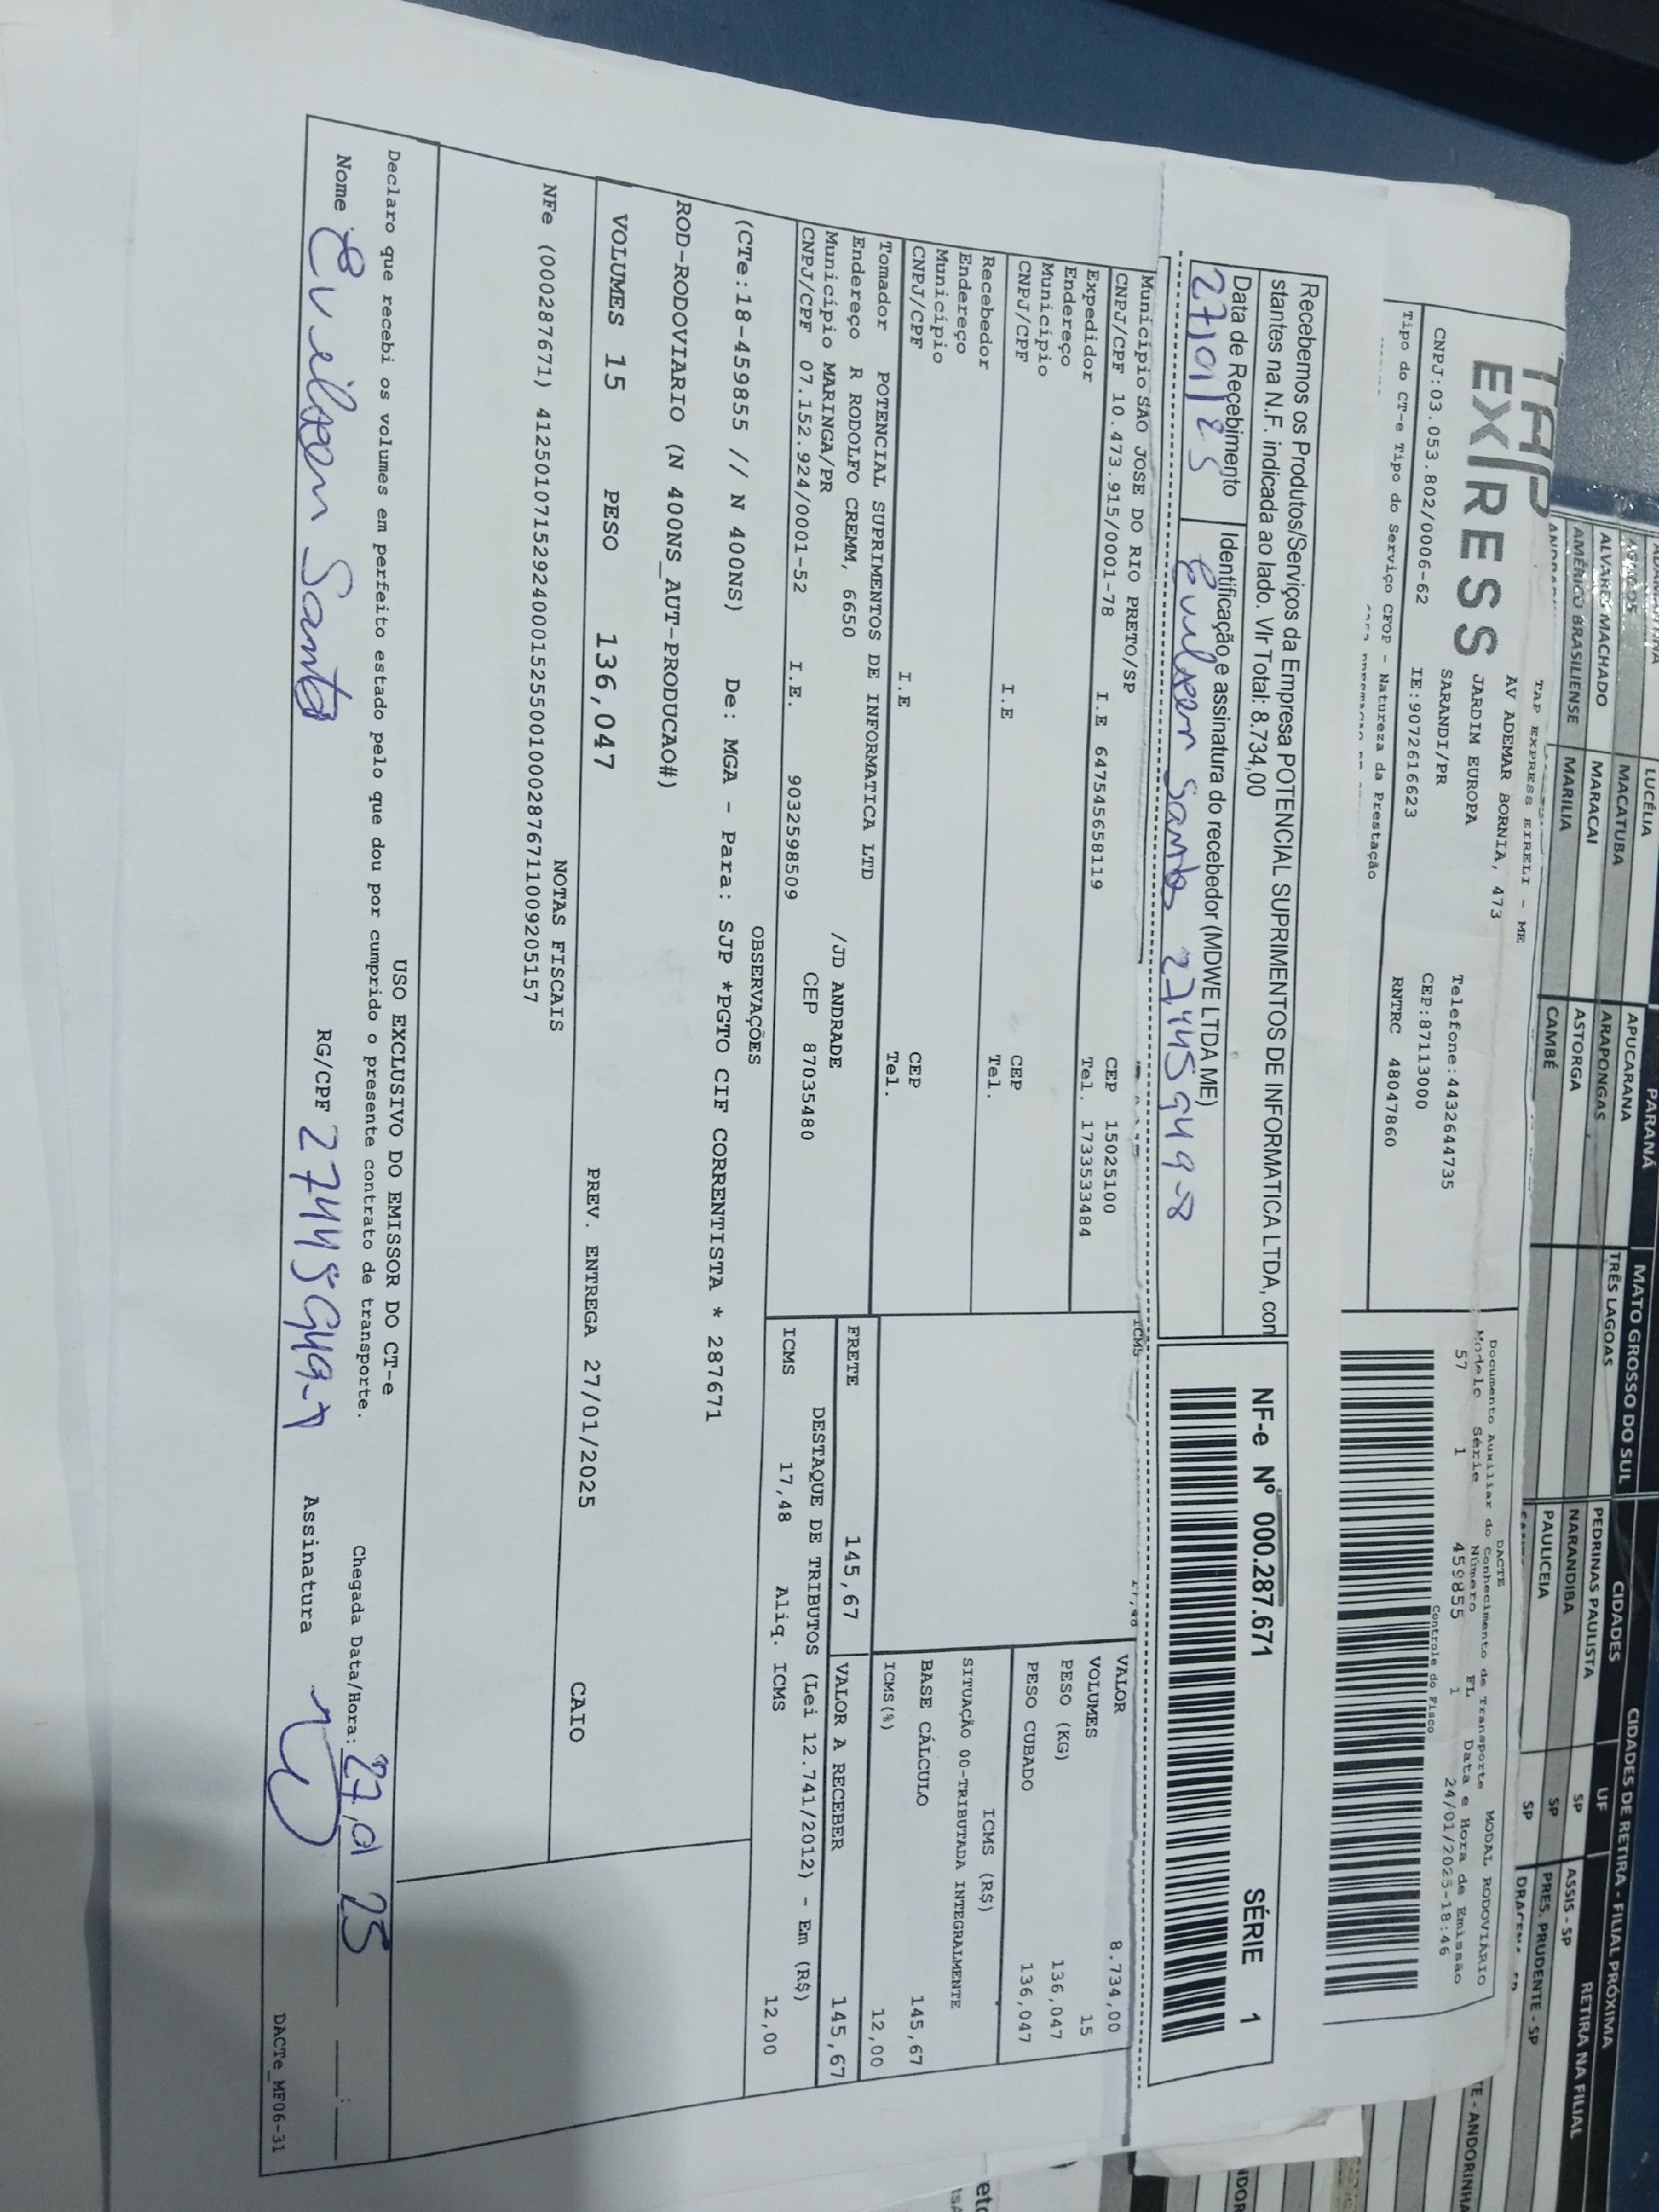 TAP
EXPRESS
TAP EXPRESS EIRELI - ME
AV ADEMAR BORNIA, 473
JARDIM EUROPA
SARANDI/PR
CNPJ:03.053.802/0006-62
IE:9072616623
Telefone:4432644735
CEP:87113000
RNTRC 48047860
Tipo do CT-e Tipo do Serviço CFOP - Natureza da Prestação
DACTE
MODAL RODOVIÁRIO
Documento Auxiliar do Conhecimento de Transporte
Modelo Série Número FL Data e Hora de Emissão
57 1 459855 1 24/01/2025-18:46
Controle do Fisco
Recebemos os Produtos/Serviços da Empresa POTENCIAL SUPRIMENTOS DE INFORMATICA LTDA, con
stantes na N.F. indicada ao lado. Vlr Total: 8.734,00
Data de Recebimento
Identificação e assinatura do recebedor (MDWE LTDA ME)
NF-e Nº 000.287.671 SÉRIE 1
Município SAO JOSE DO RIO PRETO/SP
CNPJ/CPF 10.473.915/0001-78 I.E 647545658119 CEP 15025100
Expedidor Tel. 1733533484
Endereço
Município
CNPJ/CPF I.E CEP
Recebedor Tel.
Endereço
Município
CNPJ/CPF I.E CEP
Tomador POTENCIAL SUPRIMENTOS DE INFORMATICA LTD Tel.
Endereço R RODOLFO CREMM, 6650 /JD ANDRADE
Município MARINGA/PR CEP 87035480
CNPJ/CPF 07.152.924/0001-52 I.E. 9032598509
ICMS
VALOR 8.734,00
VOLUMES 15
PESO (KG) 136,047
PESO CUBADO 136,047
ICMS (R$)
SITUAÇÃO 00-TRIBUTADA INTEGRALMENTE
BASE CÁLCULO 145,67
ICMS(%) 12,00
FRETE 145,67 VALOR A RECEBER 145,67
DESTAQUE DE TRIBUTOS (Lei 12.741/2012) - Em (R$)
ICMS 17,48 Aliq. ICMS 12,00
OBSERVAÇÕES
(CTe:18-459855 // N 400NS) De: MGA - Para: SJP *PGTO CIF CORRENTISTA * 287671
ROD-RODOVIARIO (N 400NS_AUT-PRODUCAO#)
VOLUMES 15 PESO 136,047 PREV. ENTREGA 27/01/2025 CAIO
NOTAS FISCAIS
NFe (000287671) 41250107152924000152550010002876711009205157
USO EXCLUSIVO DO EMISSOR DO CT-e
Declaro que recebi os volumes em perfeito estado pelo que dou por cumprido o presente contrato de transporte.
Chegada Data/Hora:
Nome RG/CPF Assinatura
DACTe_MF06-31
PARANÁ
MATO GROSSO DO SUL
CIDADES
CIDADES DE RETIRA - FILIAL PRÓXIMA
UF
RETIRA NA FILIAL
LUCÉLIA
MACATUBA
MARACAI
MARILIA
ALVARES MACHADO
AMÉRICO BRASILIENSE
APUCARANA
ARAPONGAS
ASTORGA
CAMBÉ
TRÊS LAGOAS
PEDRINAS PAULISTA SP ASSIS - SP
NARANDIBA SP PRES. PRUDENTE - SP
PAULICEIA SP